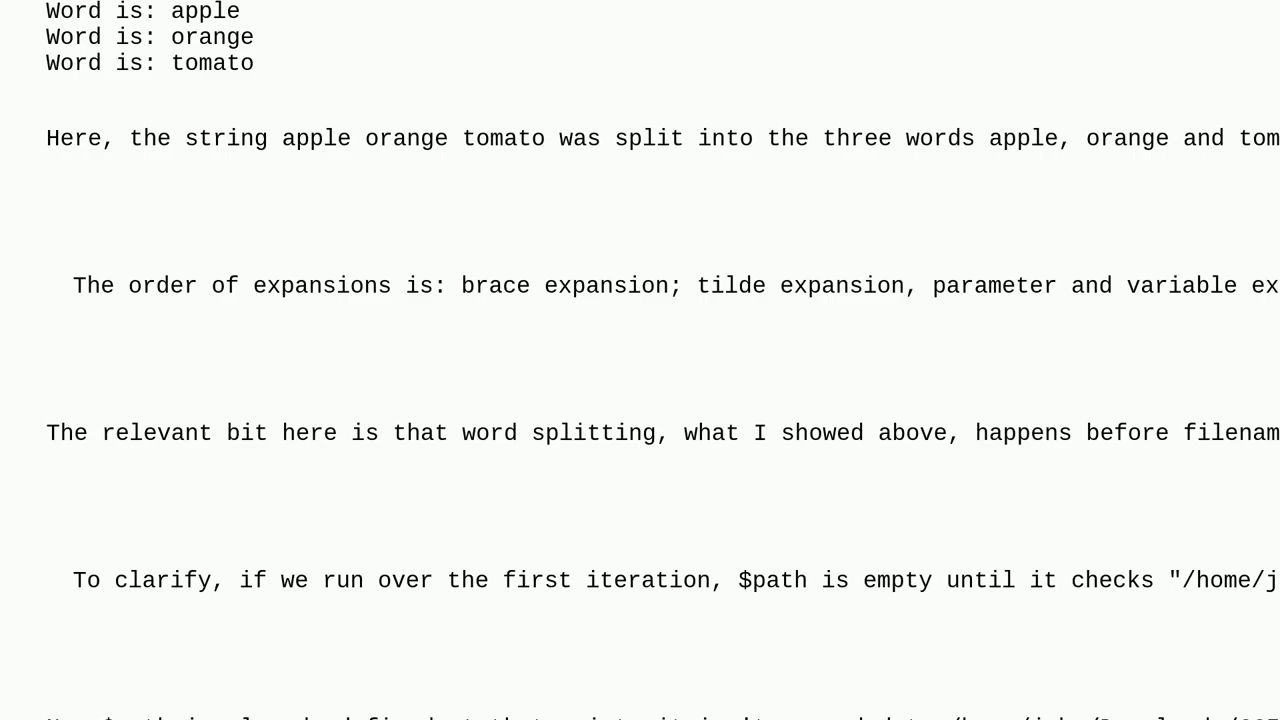 Word is: apple
Word is: orange
Word is: tomato
Here, the string apple orange tomato was split into the three words apple, orange and tom
The order of expansions is: brace expansion; tilde expansion, parameter and variable ex
The relevant bit here is that word splitting, what I showed above, happens before filenam
To clarify, if we run over the first iteration, $path is empty until it checks "/home/j